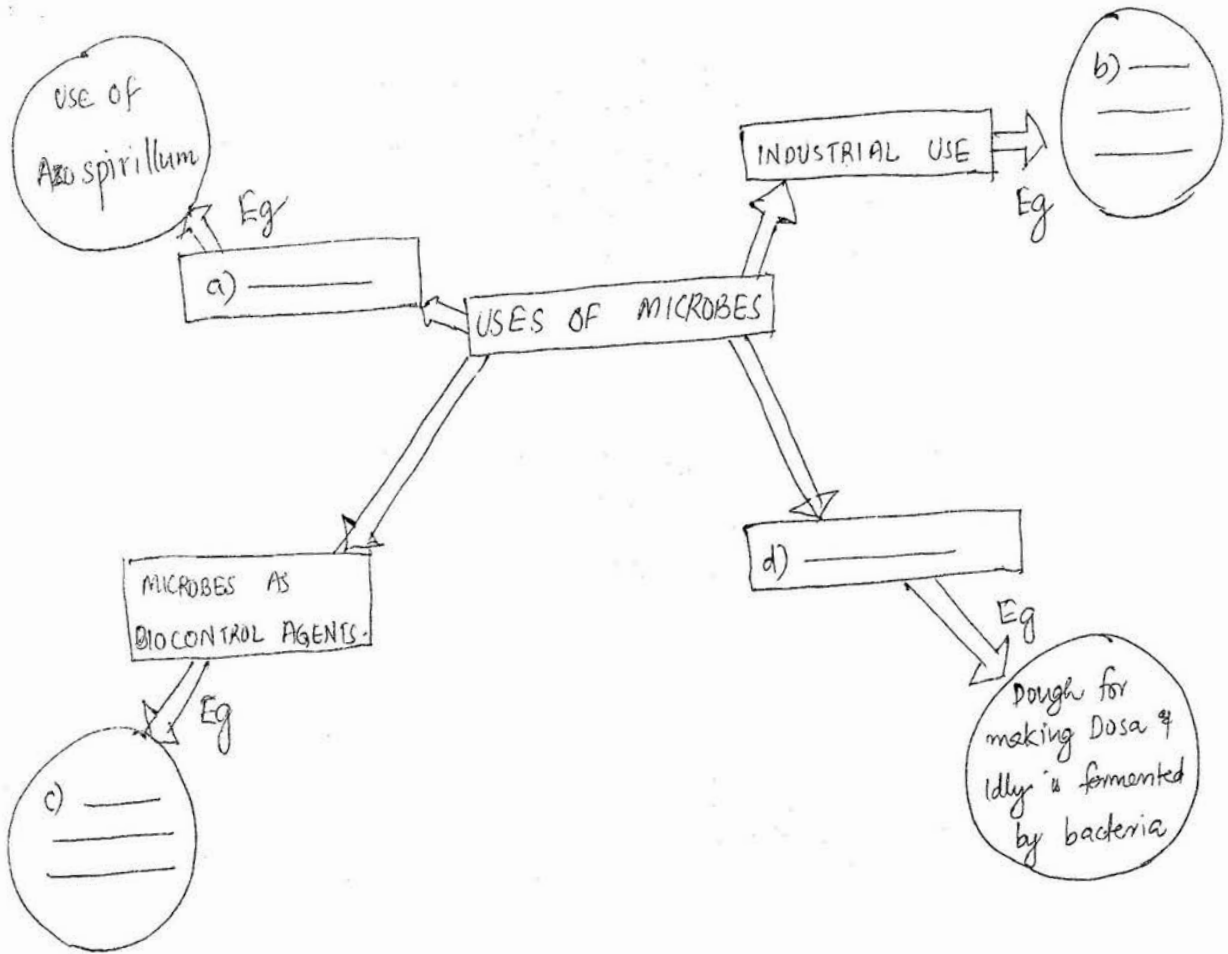 USE OF
Azospirillum
Eg
a)
USES OF MICROBES
INDUSTRIAL USE
Eg
b)
MICROBES AS
BIOCONTROL AGENTS.
Eg
c)
d)
Eg
Dough for
making Dosa &
Idly is fermented
by bacteria